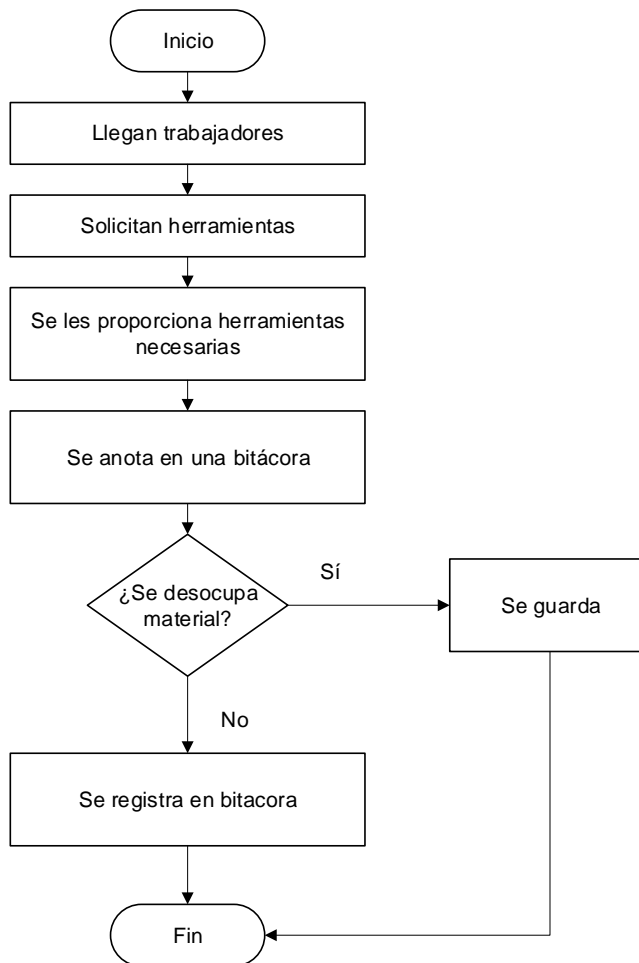 Inicio
Llegan trabajadores
Solicitan herramientas
Se les proporciona herramientas
necesarias
Se anota en una bitácora
¿Se desocupa
material?
Sí
Se guarda
No
Se registra en bitacora
Fin